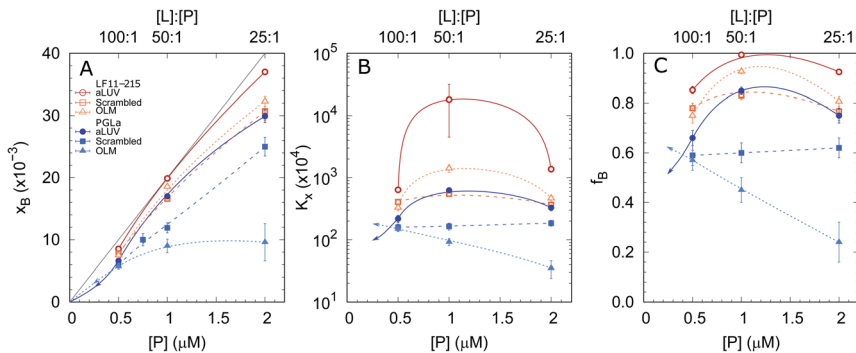 [L]:[P]
100:1 50:1 25:1
[L]:[P]
100:1 50:1 25:1
[L]:[P]
100:1 50:1 25:1
A
LF11–215
aLUV
Scrambled
OLM
PGLa
aLUV
Scrambled
OLM
x_B (x10⁻³)
40
30
20
10
0
0 0.5 1 1.5 2
[P] (μM)
B
K_x (x10⁴)
10⁵
10⁴
10³
10²
10¹
0 0.5 1 1.5 2
[P] (μM)
C
f_B
1.0
0.8
0.6
0.4
0.2
0.0
0 0.5 1 1.5 2
[P] (μM)